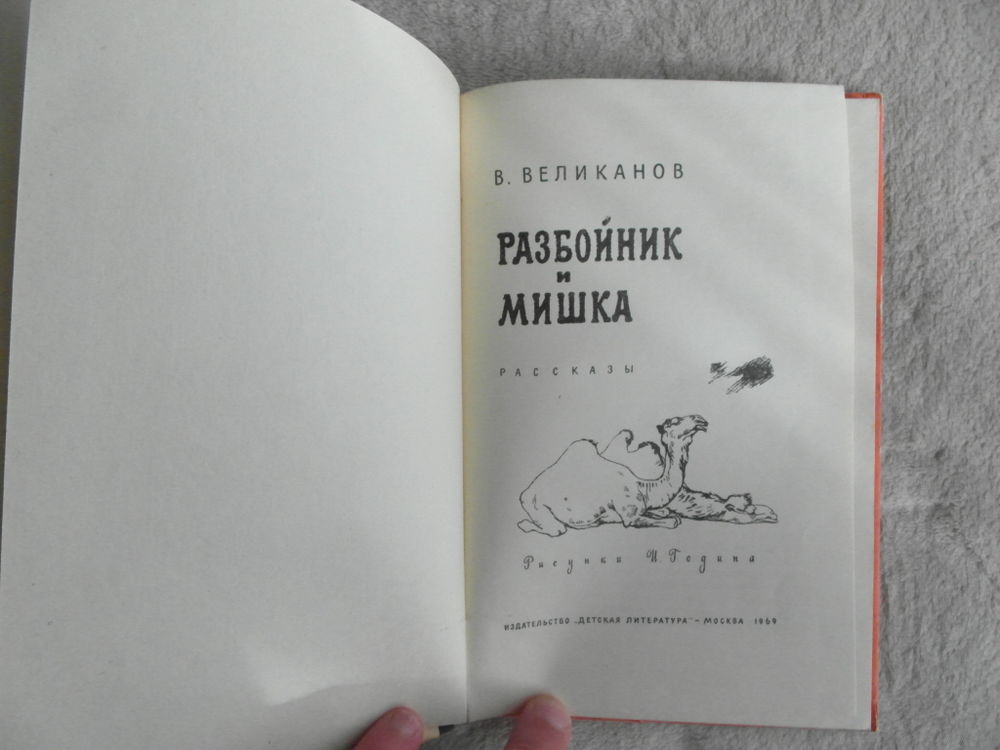 В. ВЕЛИКАНОВ
РАЗБОЙНИК
и
МИШКА
РАССКАЗЫ
Рисунки И. Година
ИЗДАТЕЛЬСТВО „ДЕТСКАЯ ЛИТЕРАТУРА" – МОСКВА 1969